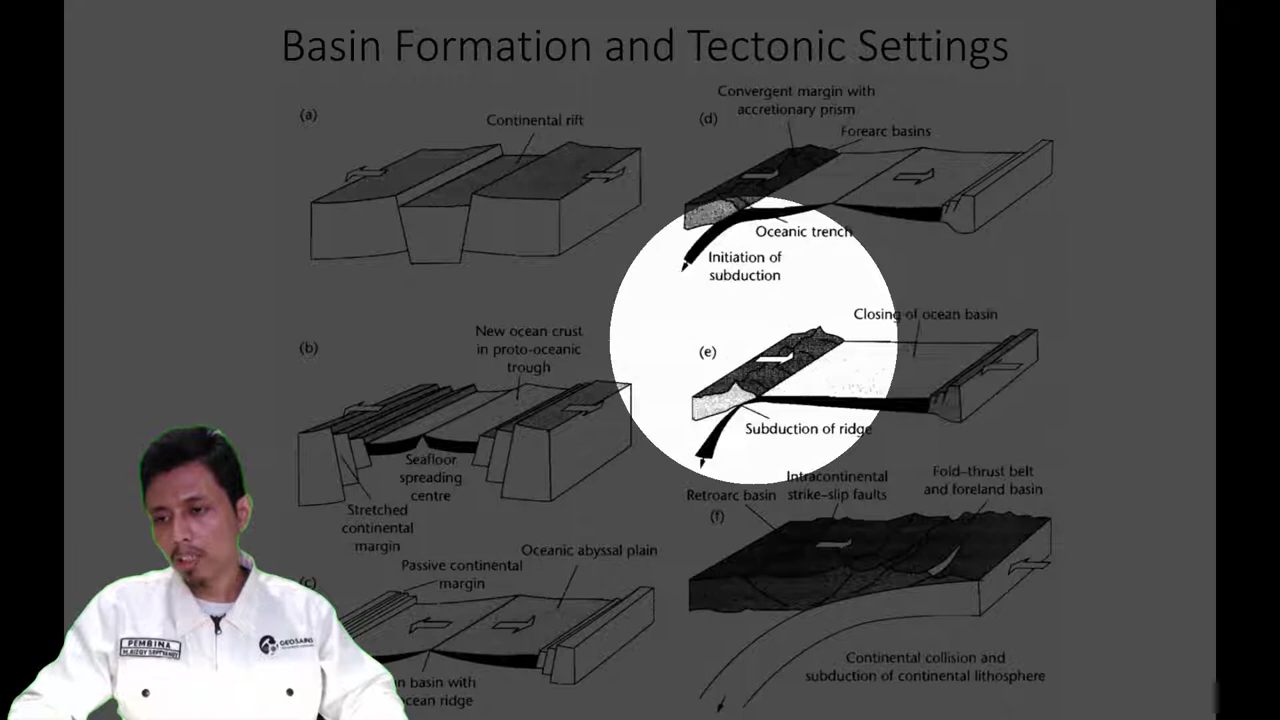 Basin Formation and Tectonic Settings
(a)
Continental rift
(b)
New ocean crust
in proto-oceanic
trough
Seafloor
spreading
centre
Stretched
continental
margin
(c)
Passive continental
margin
Oceanic abyssal plain
basin with
ocean ridge
(d)
Convergent margin with
accretionary prism
Forearc basins
Oceanic trench
Initiation of
subduction
(e)
Closing of ocean basin
Subduction of ridge
(f)
Retroarc basin
Intracontinental
strike–slip faults
Fold–thrust belt
and foreland basin
Continental collision and
subduction of continental lithosphere
PEMBINA
GEOSAINS